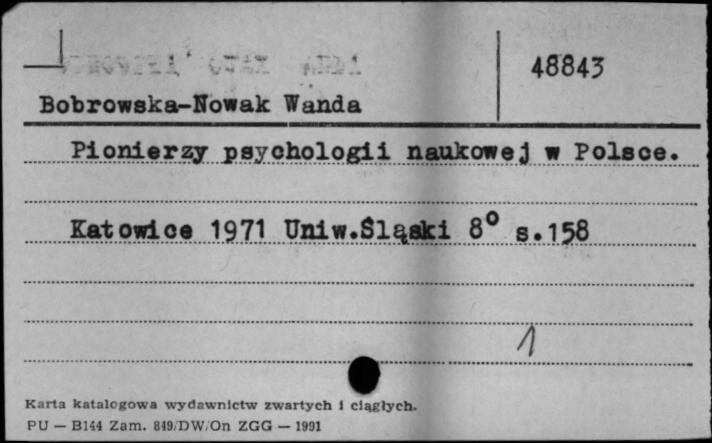 48843
Bobrowska-Nowak Wanda
Pionierzy psychologii naukowej w Polsce.
Katowice 1971 Uniw.Śląski 8° s.158
1
Karta katalogowa wydawnictw zwartych i ciągłych.
PU — B144 Zam. 849/DW/On ZGG — 1991